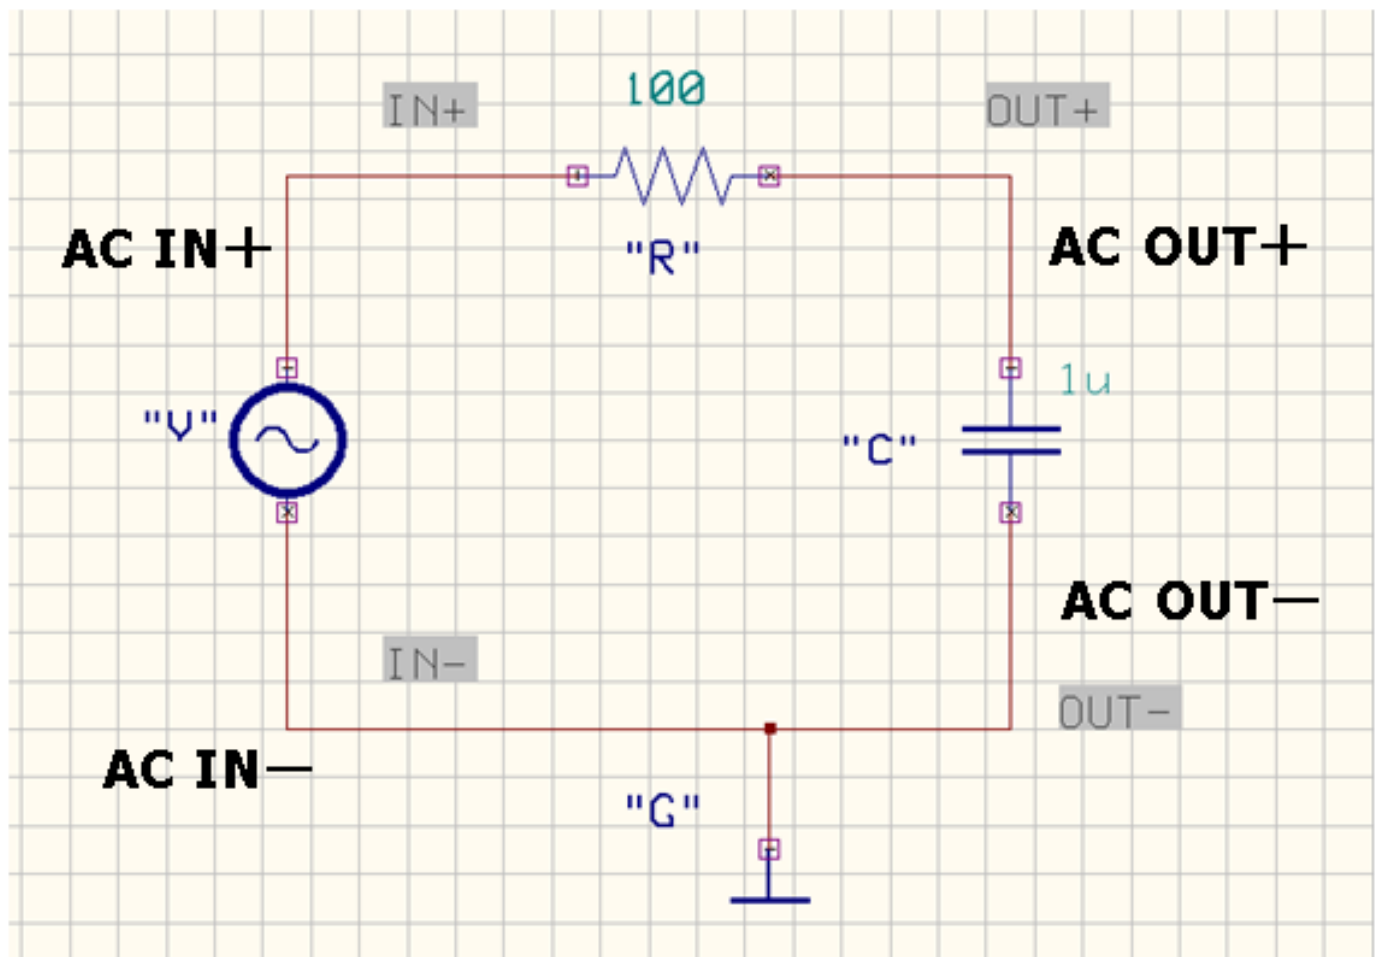 100
IN+
OUT+
AC IN+
"R"
AC OUT+
1u
"V"
"C"
AC OUT−
IN-
OUT-
AC IN−
"G"